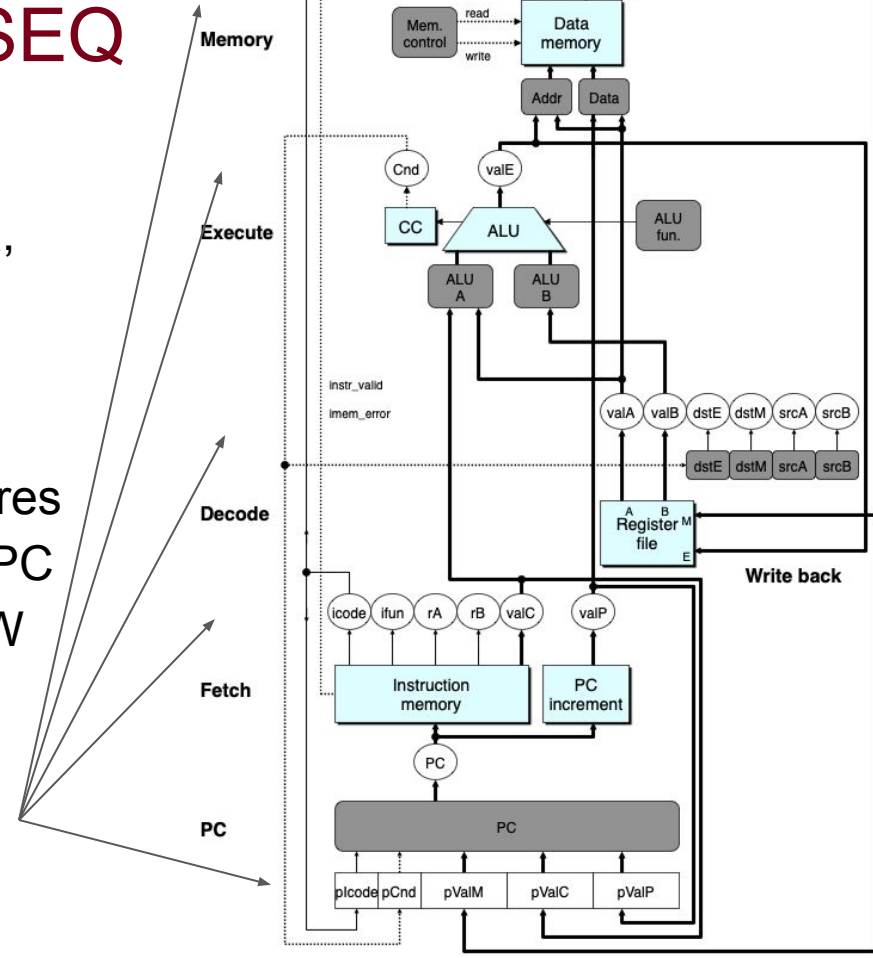 SEQ
,
res
PC
W
Memory
Execute
Decode
Fetch
PC
read
Mem.
control
write
Data
memory
Addr
Data
Cnd
valE
CC
ALU
ALU
fun.
ALU
A
ALU
B
instr_valid
imem_error
valA
valB
dstE
dstM
srcA
srcB
dstE
dstM
srcA
srcB
A
B
Register
file
M
E
Write back
icode
ifun
rA
rB
valC
valP
Instruction
memory
PC
increment
PC
PC
pIcode
pCnd
pValM
pValC
pValP